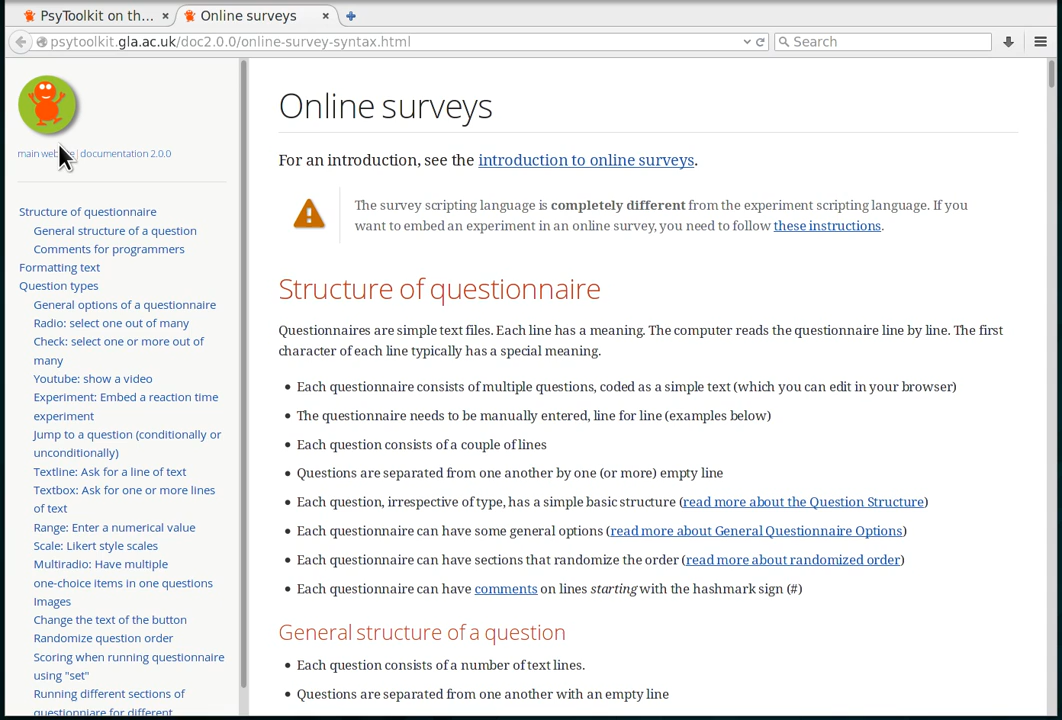 PsyToolkit on th...
Online surveys
psytoolkit.gla.ac.uk/doc2.0.0/online-survey-syntax.html
Search
main documentation 2.0.0
Structure of questionnaire
General structure of a question
Comments for programmers
Formatting text
Question types
General options of a questionnaire
Radio: select one out of many
Check: select one or more out of
many
Youtube: show a video
Experiment: Embed a reaction time
experiment
Jump to a question (conditionally or
unconditionally)
Textline: Ask for a line of text
Textbox: Ask for one or more lines
of text
Range: Enter a numerical value
Scale: Likert style scales
Multiradio: Have multiple
one-choice items in one questions
Images
Change the text of the button
Randomize question order
Scoring when running questionnaire
using "set"
Running different sections of
questionnaire for different
Online surveys
For an introduction, see the introduction to online surveys.
The survey scripting language is completely different from the experiment scripting language. If you
want to embed an experiment in an online survey, you need to follow these instructions.
Structure of questionnaire
Questionnaires are simple text files. Each line has a meaning. The computer reads the questionnaire line by line. The first
character of each line typically has a special meaning.
• Each questionnaire consists of multiple questions, coded as a simple text (which you can edit in your browser)
• The questionnaire needs to be manually entered, line for line (examples below)
• Each question consists of a couple of lines
• Questions are separated from one another by one (or more) empty line
• Each question, irrespective of type, has a simple basic structure (read more about the Question Structure)
• Each questionnaire can have some general options (read more about General Questionnaire Options)
• Each questionnaire can have sections that randomize the order (read more about randomized order)
• Each questionnaire can have comments on lines starting with the hashmark sign (#)
General structure of a question
• Each question consists of a number of text lines.
• Questions are separated from one another with an empty line